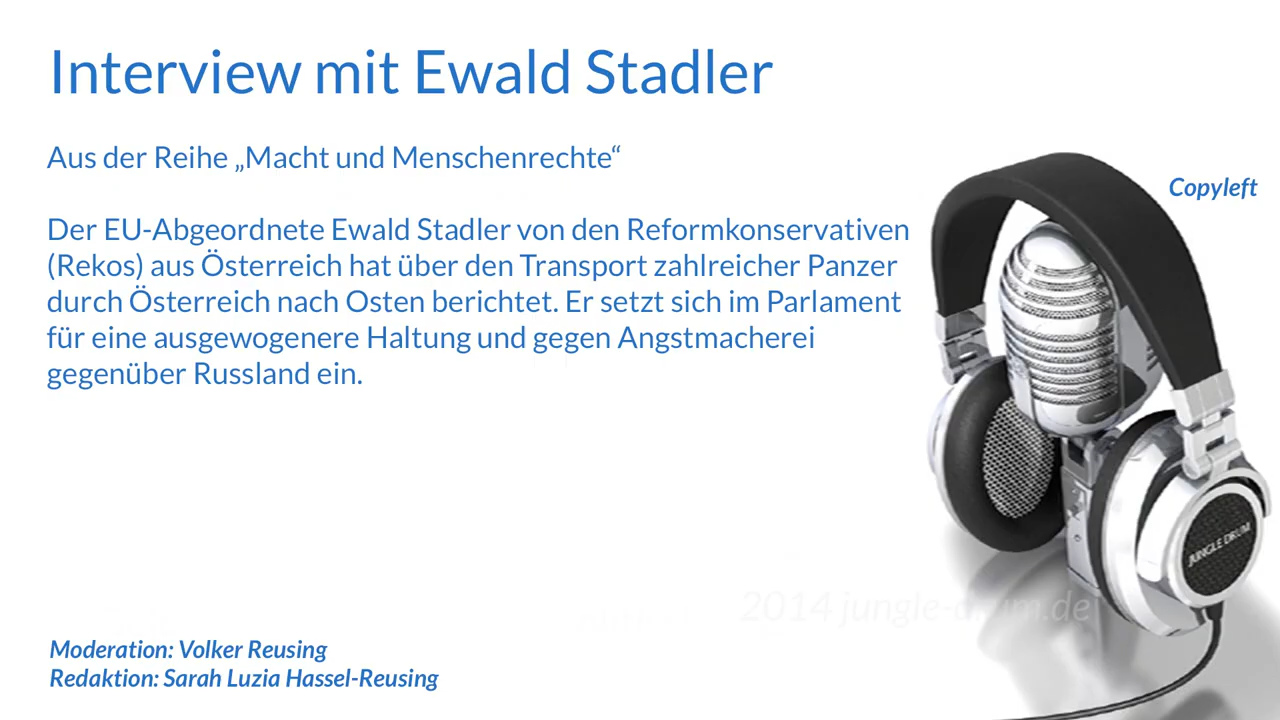 Interview mit Ewald Stadler
Aus der Reihe „Macht und Menschenrechte“
Copyleft
Der EU-Abgeordnete Ewald Stadler von den Reformkonservativen
(Rekos) aus Österreich hat über den Transport zahlreicher Panzer
durch Österreich nach Osten berichtet. Er setzt sich im Parlament
für eine ausgewogenere Haltung und gegen Angstmacherei
gegenüber Russland ein.
JUNGLE DRUM
2014 jungle-drum.de
Moderation: Volker Reusing
Redaktion: Sarah Luzia Hassel-Reusing